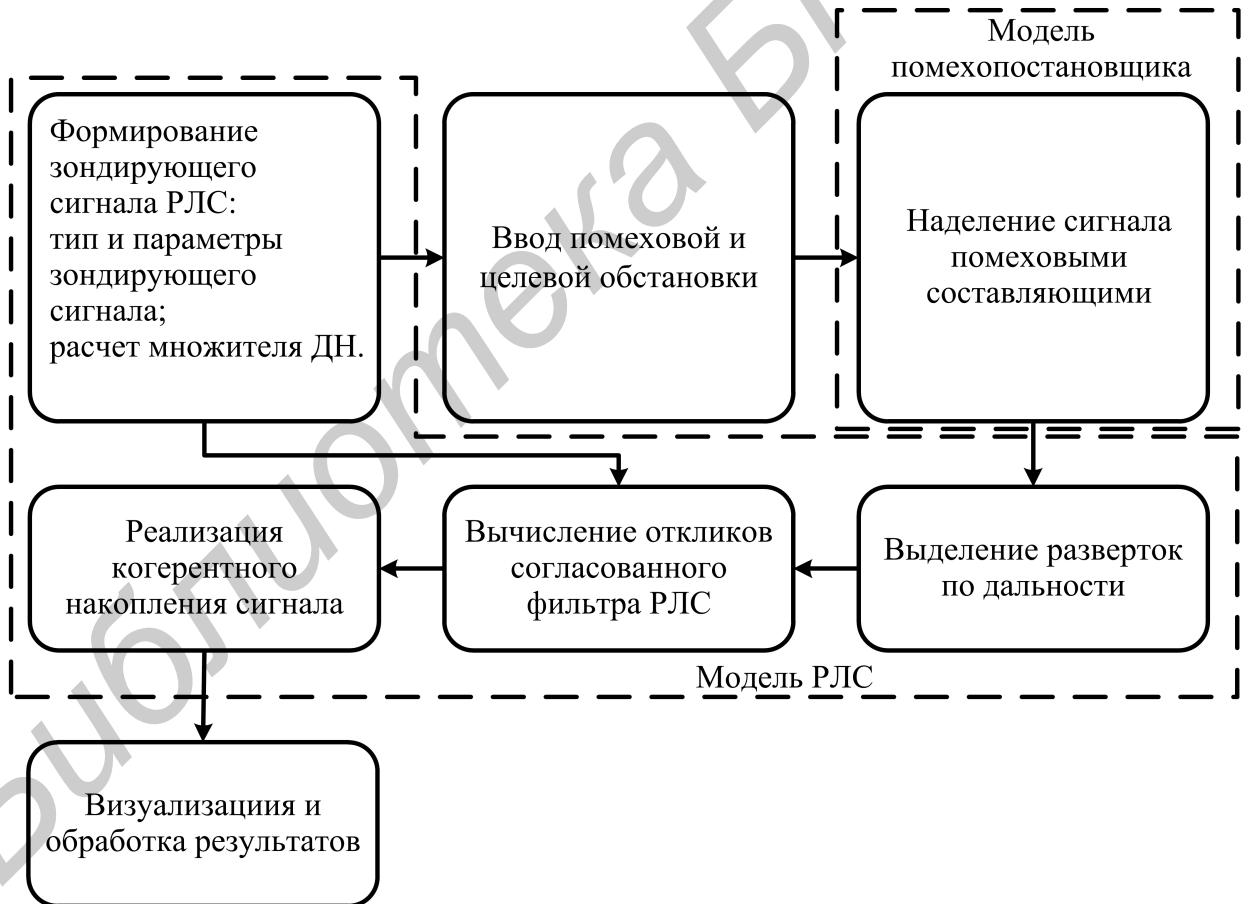 Модель
помехопостановщика
Формирование
зондирующего
сигнала РЛС:
тип и параметры
зондирующего
сигнала;
расчет множителя ДН.
Ввод помеховой и
целевой обстановки
Наделение сигнала
помеховыми
составляющими
Реализация
когерентного
накопления сигнала
Вычисление откликов
согласованного
фильтра РЛС
Выделение разверток
по дальности
Модель РЛС
Визуализациия и
обработка результатов
Библиотека